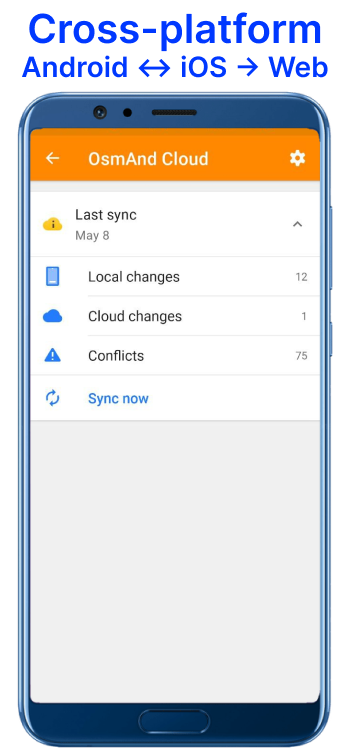 Cross-platform
Android ↔ iOS → Web
OsmAnd Cloud
Last sync
May 8
Local changes 12
Cloud changes 1
Conflicts 75
Sync now